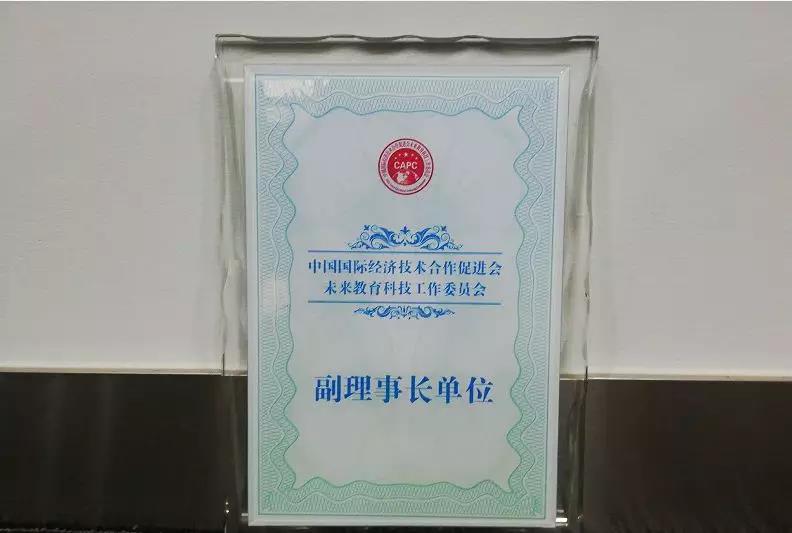 CAPC
中国国际经济技术合作促进会
未来教育科技工作委员会
副理事长单位